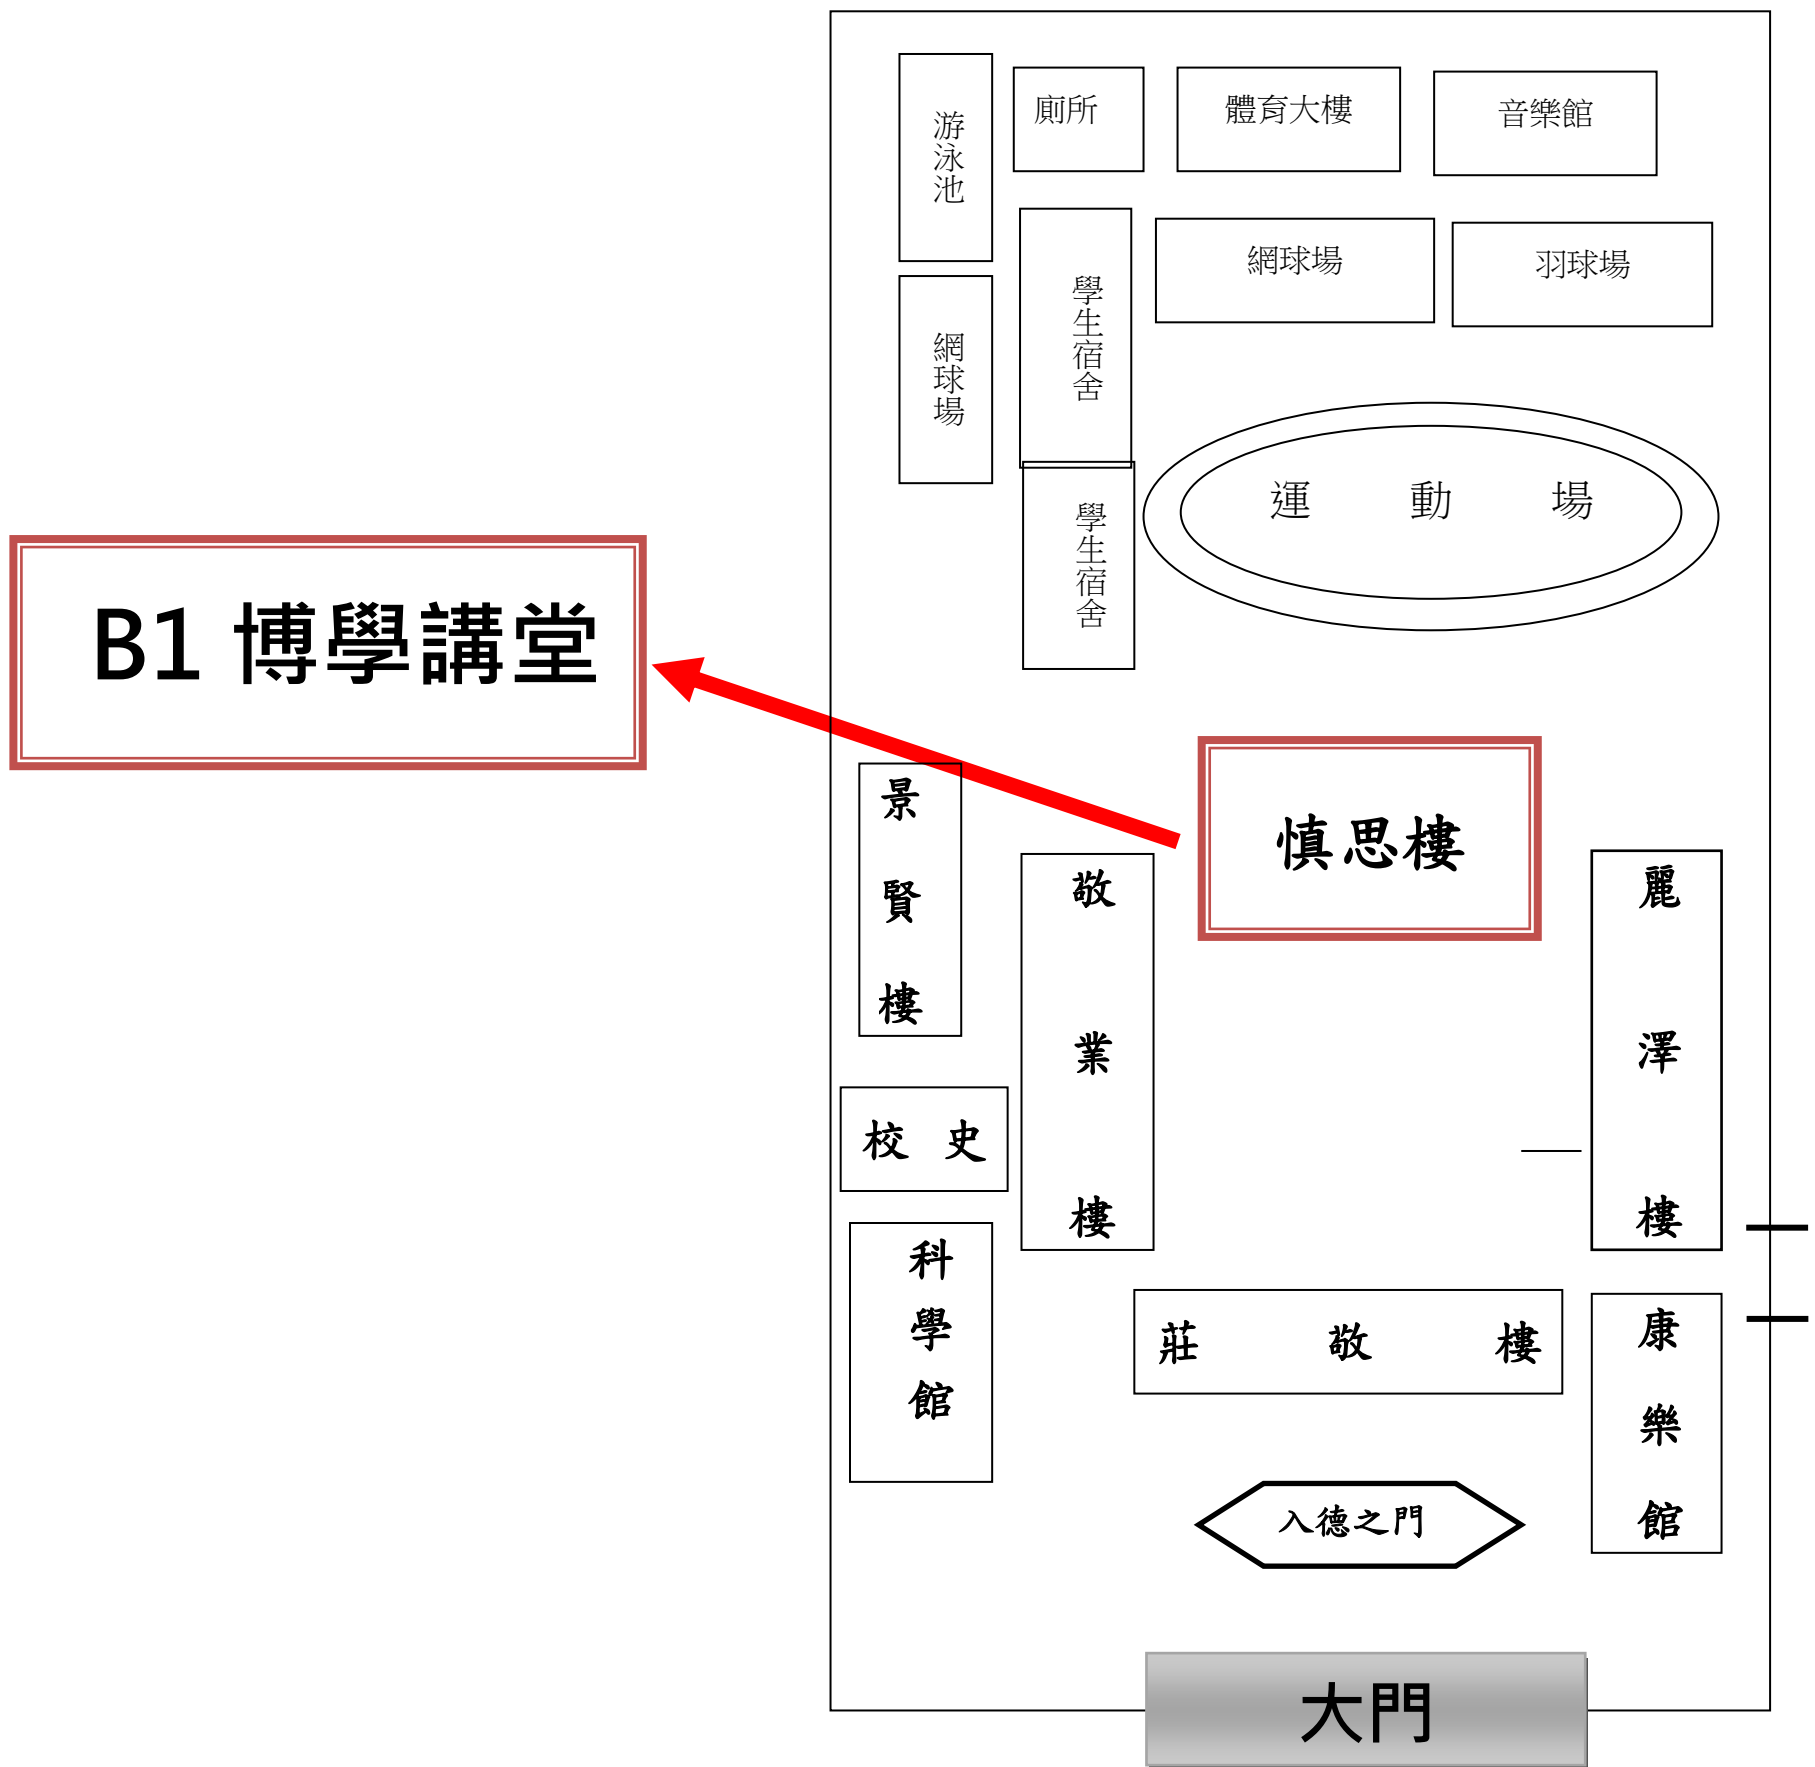 游泳池
廁所
體育大樓
音樂館
網球場
學生宿舍
網球場
羽球場
學生宿舍
運動場
B1 博學講堂
慎思樓
景賢樓
敬業樓
麗澤樓
校史
科學館
莊敬樓
康樂館
入德之門
大門